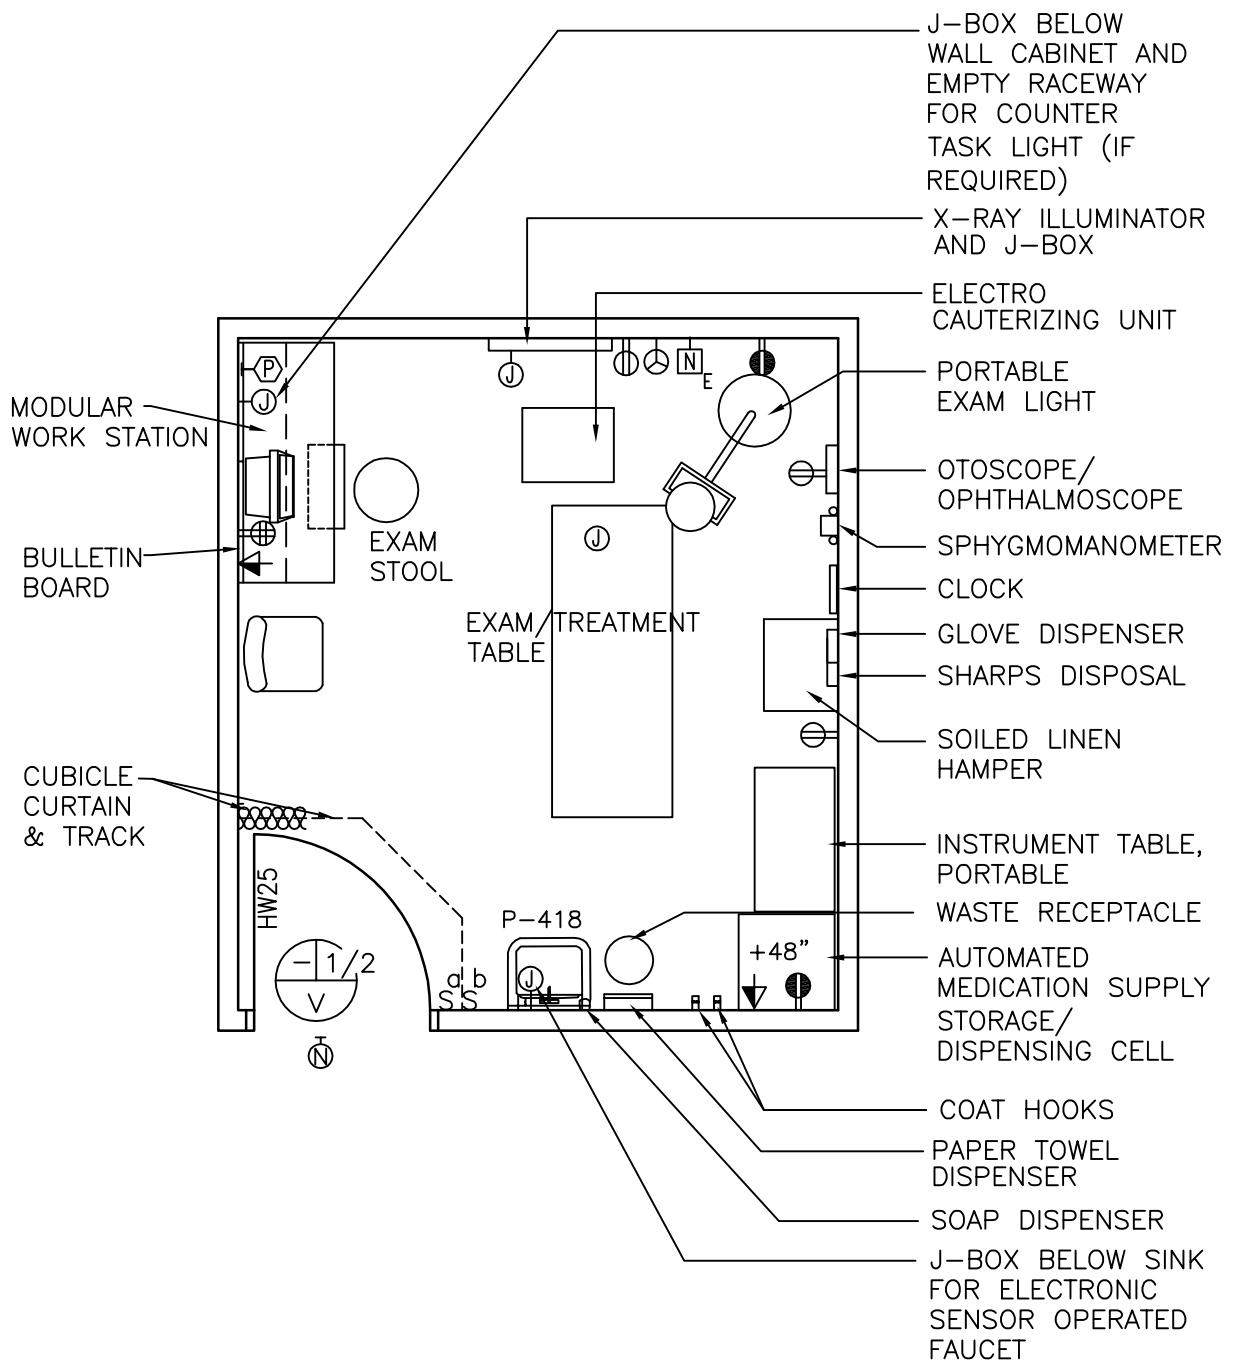 J-BOX BELOW
WALL CABINET AND
EMPTY RACEWAY
FOR COUNTER
TASK LIGHT (IF
REQUIRED)
X-RAY ILLUMINATOR
AND J-BOX
ELECTRO
CAUTERIZING UNIT
PORTABLE
EXAM LIGHT
P
J
J
N
E
MODULAR
WORK STATION
OTOSCOPE/
OPHTHALMOSCOPE
BULLETIN
BOARD
EXAM
STOOL
J
SPHYGMOMANOMETER
CLOCK
EXAM/TREATMENT
TABLE
GLOVE DISPENSER
SHARPS DISPOSAL
SOILED LINEN
HAMPER
CUBICLE
CURTAIN
& TRACK
INSTRUMENT TABLE,
PORTABLE
HW25
P-418
WASTE RECEPTACLE
- 1/2
V
N
a b
S S
J
+48"
AUTOMATED
MEDICATION SUPPLY
STORAGE/
DISPENSING CELL
COAT HOOKS
PAPER TOWEL
DISPENSER
SOAP DISPENSER
J-BOX BELOW SINK
FOR ELECTRONIC
SENSOR OPERATED
FAUCET